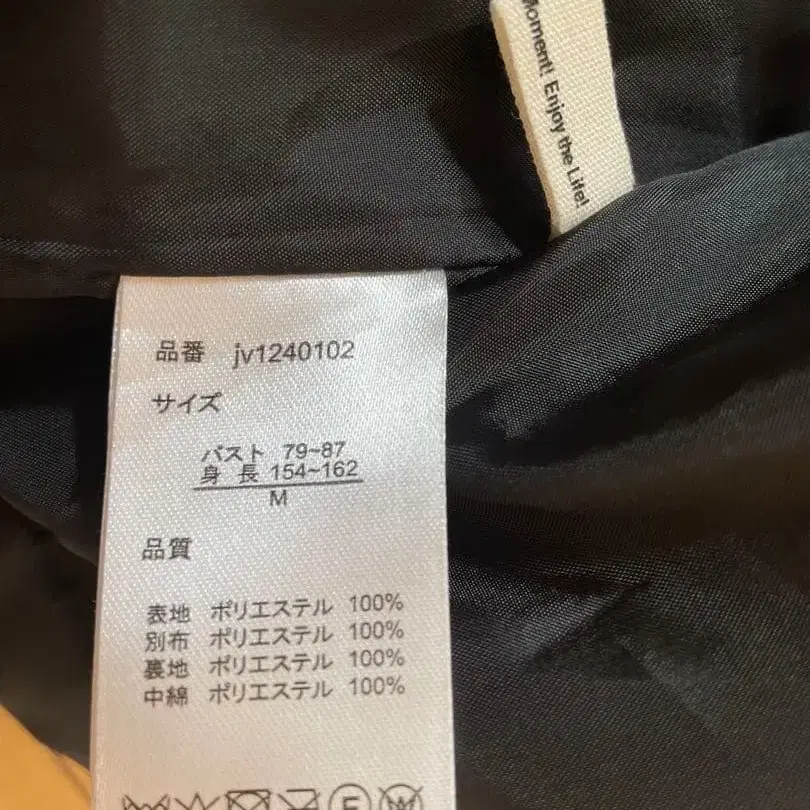 Moment! Enjoy the Life!
品番 jv1240102
サイズ
バスト 79~87
身長 154~162
M
品質
表地 ポリエステル 100%
別布 ポリエステル 100%
裏地 ポリエステル 100%
中綿 ポリエステル 100%
F W